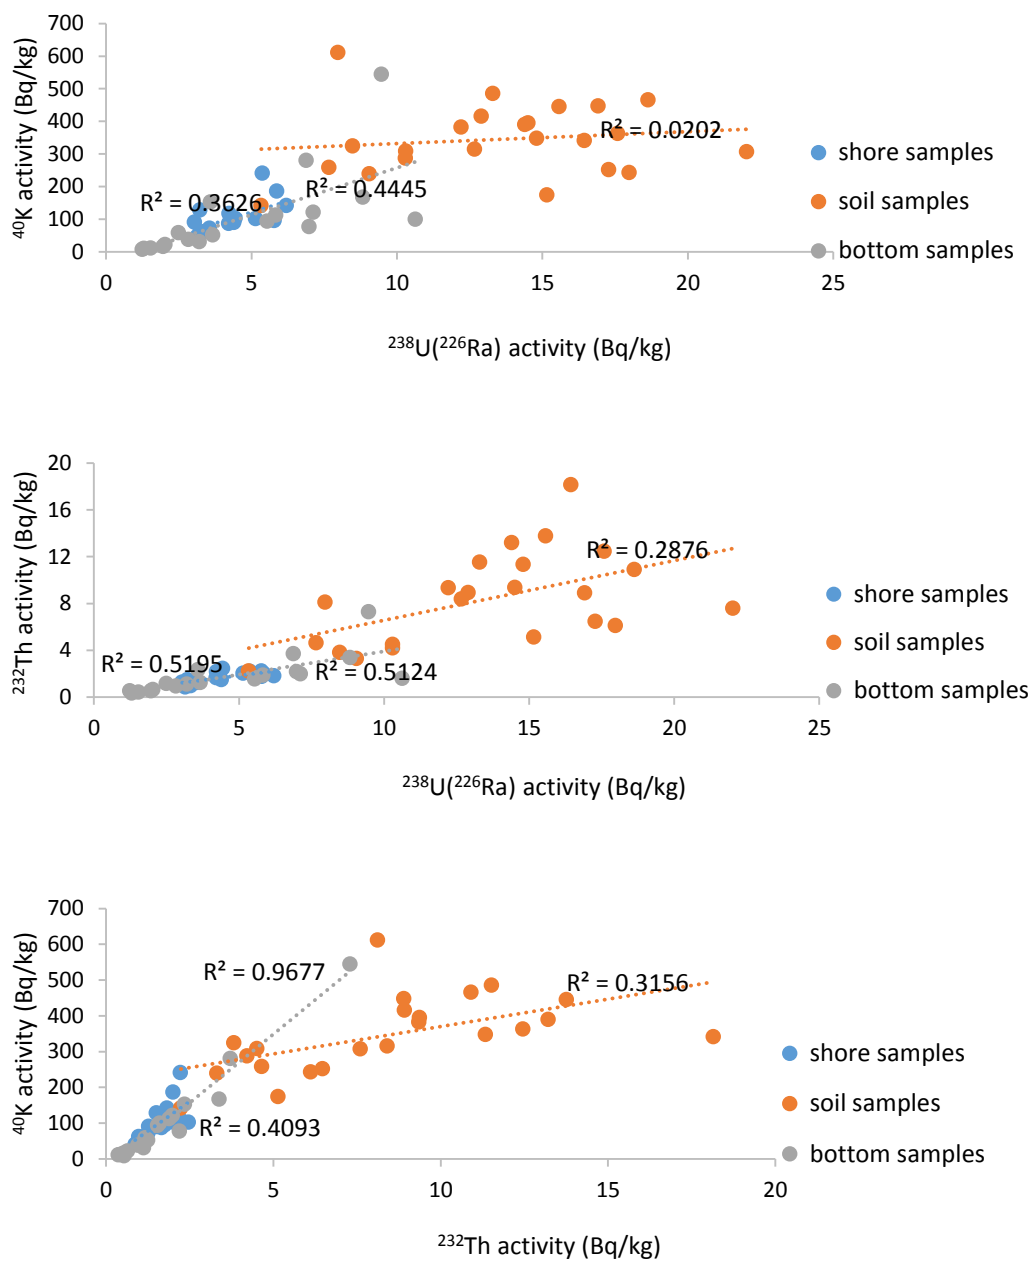 700
600
500
400
300
200
100
0
⁴⁰K activity (Bq/kg)
R² = 0.0202
R² = 0.4445
R² = 0.3626
shore samples
soil samples
bottom samples
0 5 10 15 20 25
²³⁸U(²²⁶Ra) activity (Bq/kg)
20
16
12
8
4
0
²³²Th activity (Bq/kg)
R² = 0.2876
R² = 0.5195
R² = 0.5124
shore samples
soil samples
bottom samples
0 5 10 15 20 25
²³⁸U(²²⁶Ra) activity (Bq/kg)
700
600
500
400
300
200
100
0
⁴⁰K activity (Bq/kg)
R² = 0.9677
R² = 0.3156
R² = 0.4093
shore samples
soil samples
bottom samples
0 5 10 15 20
²³²Th activity (Bq/kg)